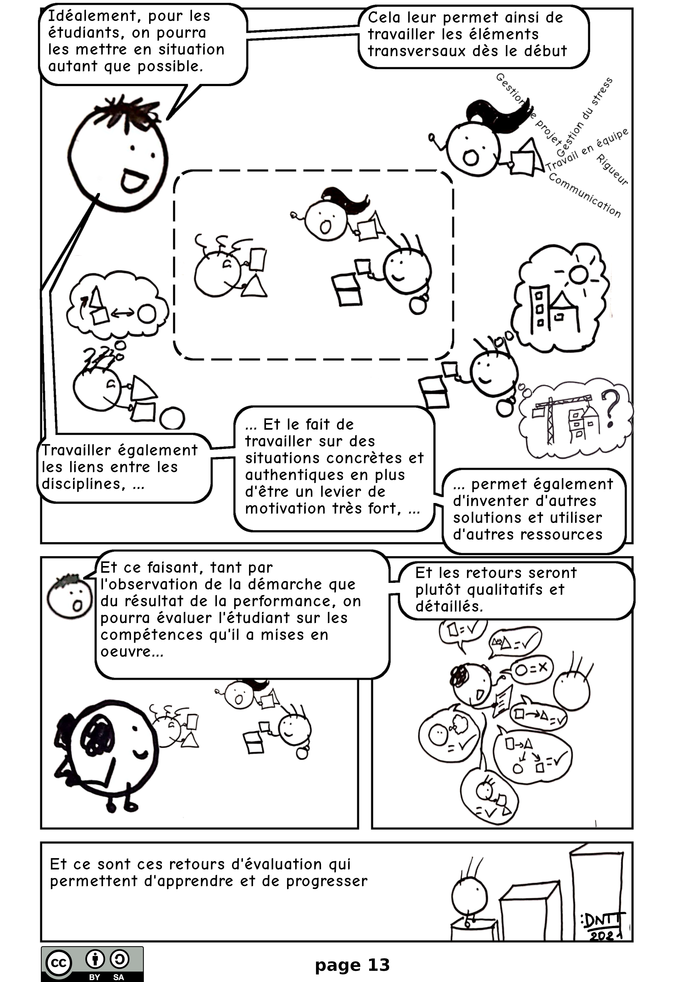 Idéalement, pour les
étudiants, on pourra
les mettre en situation
autant que possible.
Cela leur permet ainsi de
travailler les éléments
transversaux dès le début
Gestion de projet
Gestion du stress
Travail en équipe
Rigueur
Communication
?
Travailler également
les liens entre les
disciplines, ...
... Et le fait de
travailler sur des
situations concrètes et
authentiques en plus
d'être un levier de
motivation très fort, ...
... permet également
d'inventer d'autres
solutions et utiliser
d'autres ressources
Et ce faisant, tant par
l'observation de la démarche que
du résultat de la performance, on
pourra évaluer l'étudiant sur les
compétences qu'il a mises en
oeuvre...
Et les retours seront
plutôt qualitatifs et
détaillés.
Et ce sont ces retours d'évaluation qui
permettent d'apprendre et de progresser
:DNTT
2021
cc BY SA
page 13